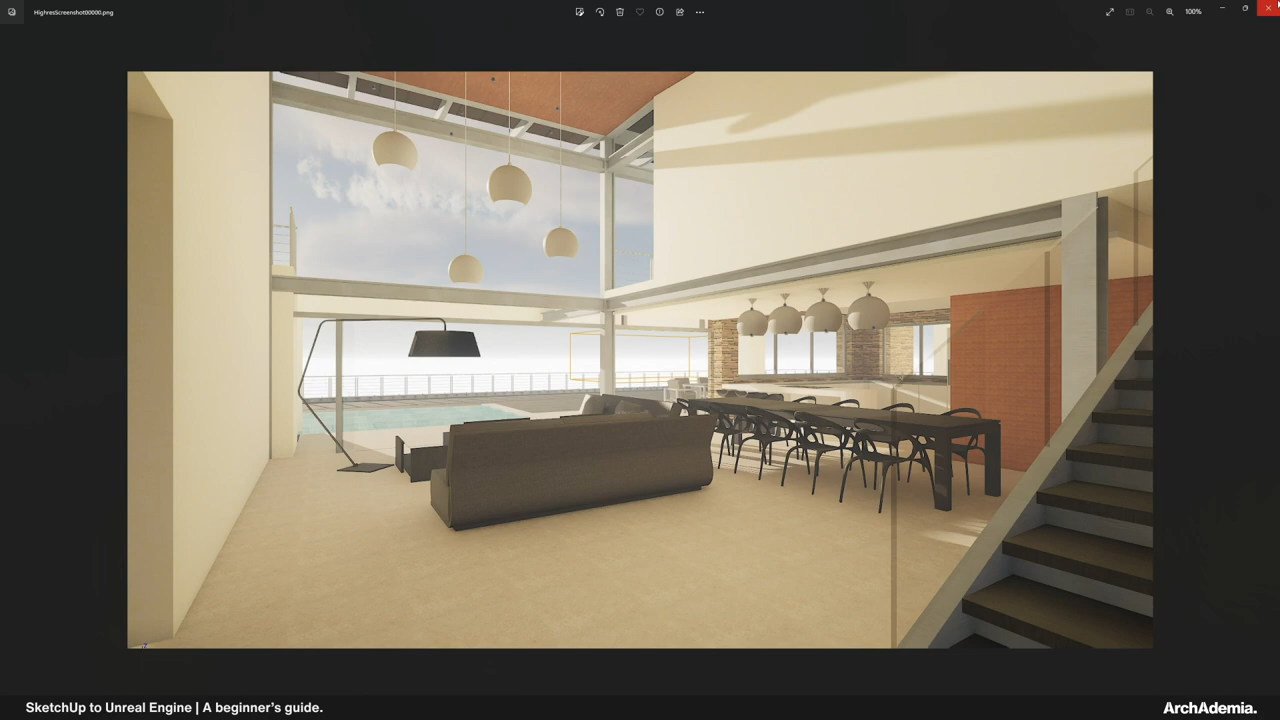 HighresScreenshot00000.png
100%
SketchUp to Unreal Engine | A beginner's guide.
ArchAdemia.